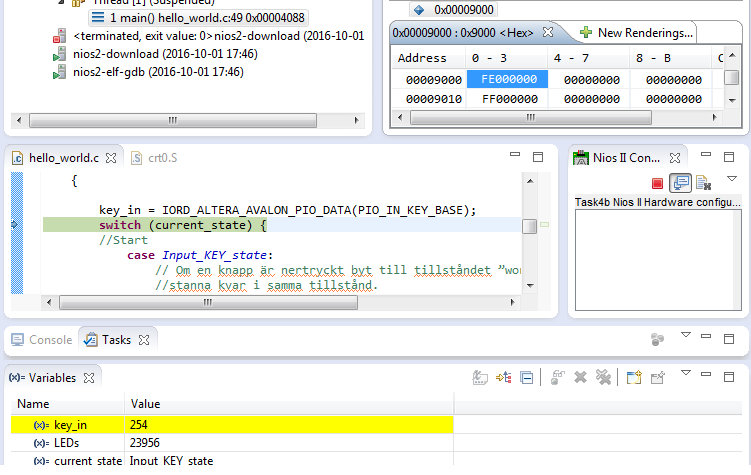 Thread [1] (Suspended)
1 main() hello_world.c:49 0x00004088
<terminated, exit value: 0>nios2-download (2016-10-01
nios2-download (2016-10-01 17:46)
nios2-elf-gdb (2016-10-01 17:46)
0x00009000
0x00009000 : 0x9000 <Hex>
New Renderings...
Address 0 - 3 4 - 7 8 - B C
00009000 FE000000 00000000 00000000
00009010 FF000000 00000000 00000000
hello_world.c
crt0.S
{
key_in = IORD_ALTERA_AVALON_PIO_DATA(PIO_IN_KEY_BASE);
switch (current_state) {
//Start
case Input_KEY_state:
// Om en knapp är nertryckt byt till tillståndet ”wo
//stanna kvar i samma tillstånd.
Nios II Con...
Task4b Nios II Hardware configu...
Console
Tasks
Variables
Name Value
key_in 254
LEDs 23956
current_state Input_KEY_state